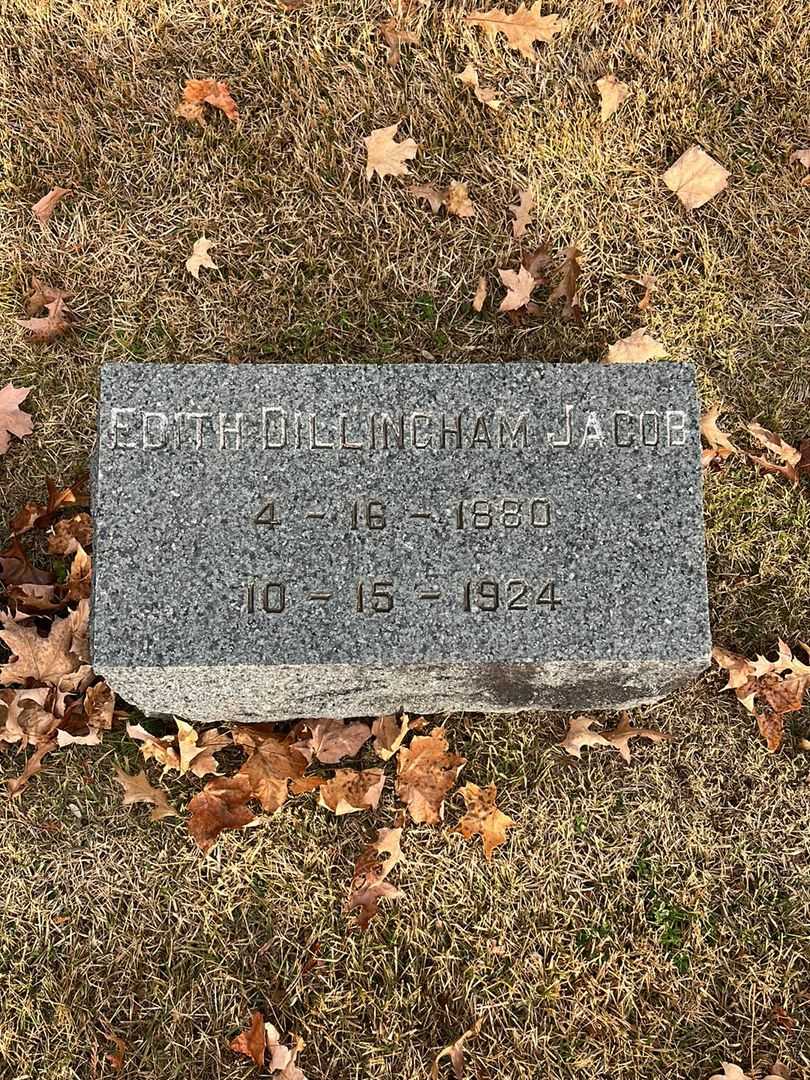 EDITH DILLINGHAM JACOB
4 - 16 - 1880
10 - 15 - 1924